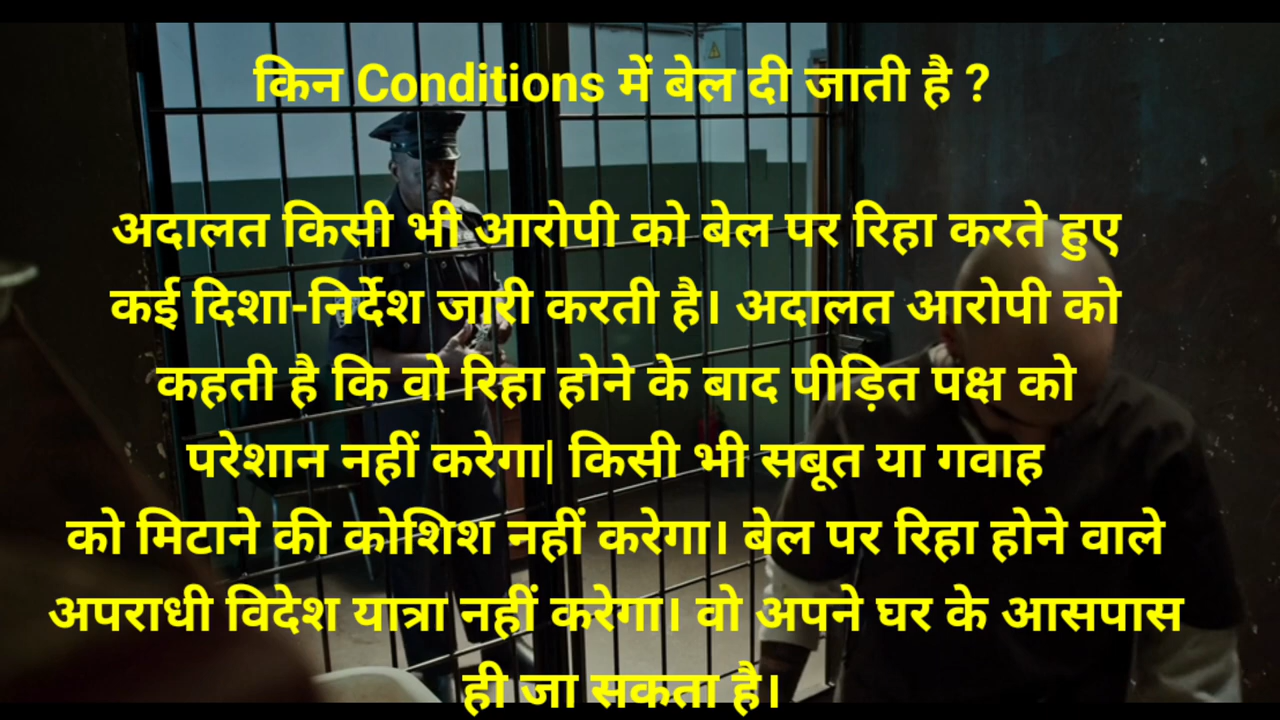 किन Conditions में बेल दी जाती है ?
अदालत किसी भी आरोपी को बेल पर रिहा करते हुए
कई दिशा-निर्देश जारी करती है। अदालत आरोपी को
कहती है कि वो रिहा होने के बाद पीड़ित पक्ष को
परेशान नहीं करेगा| किसी भी सबूत या गवाह
को मिटाने की कोशिश नहीं करेगा। बेल पर रिहा होने वाले
अपराधी विदेश यात्रा नहीं करेगा। वो अपने घर के आसपास
ही जा सकता है।